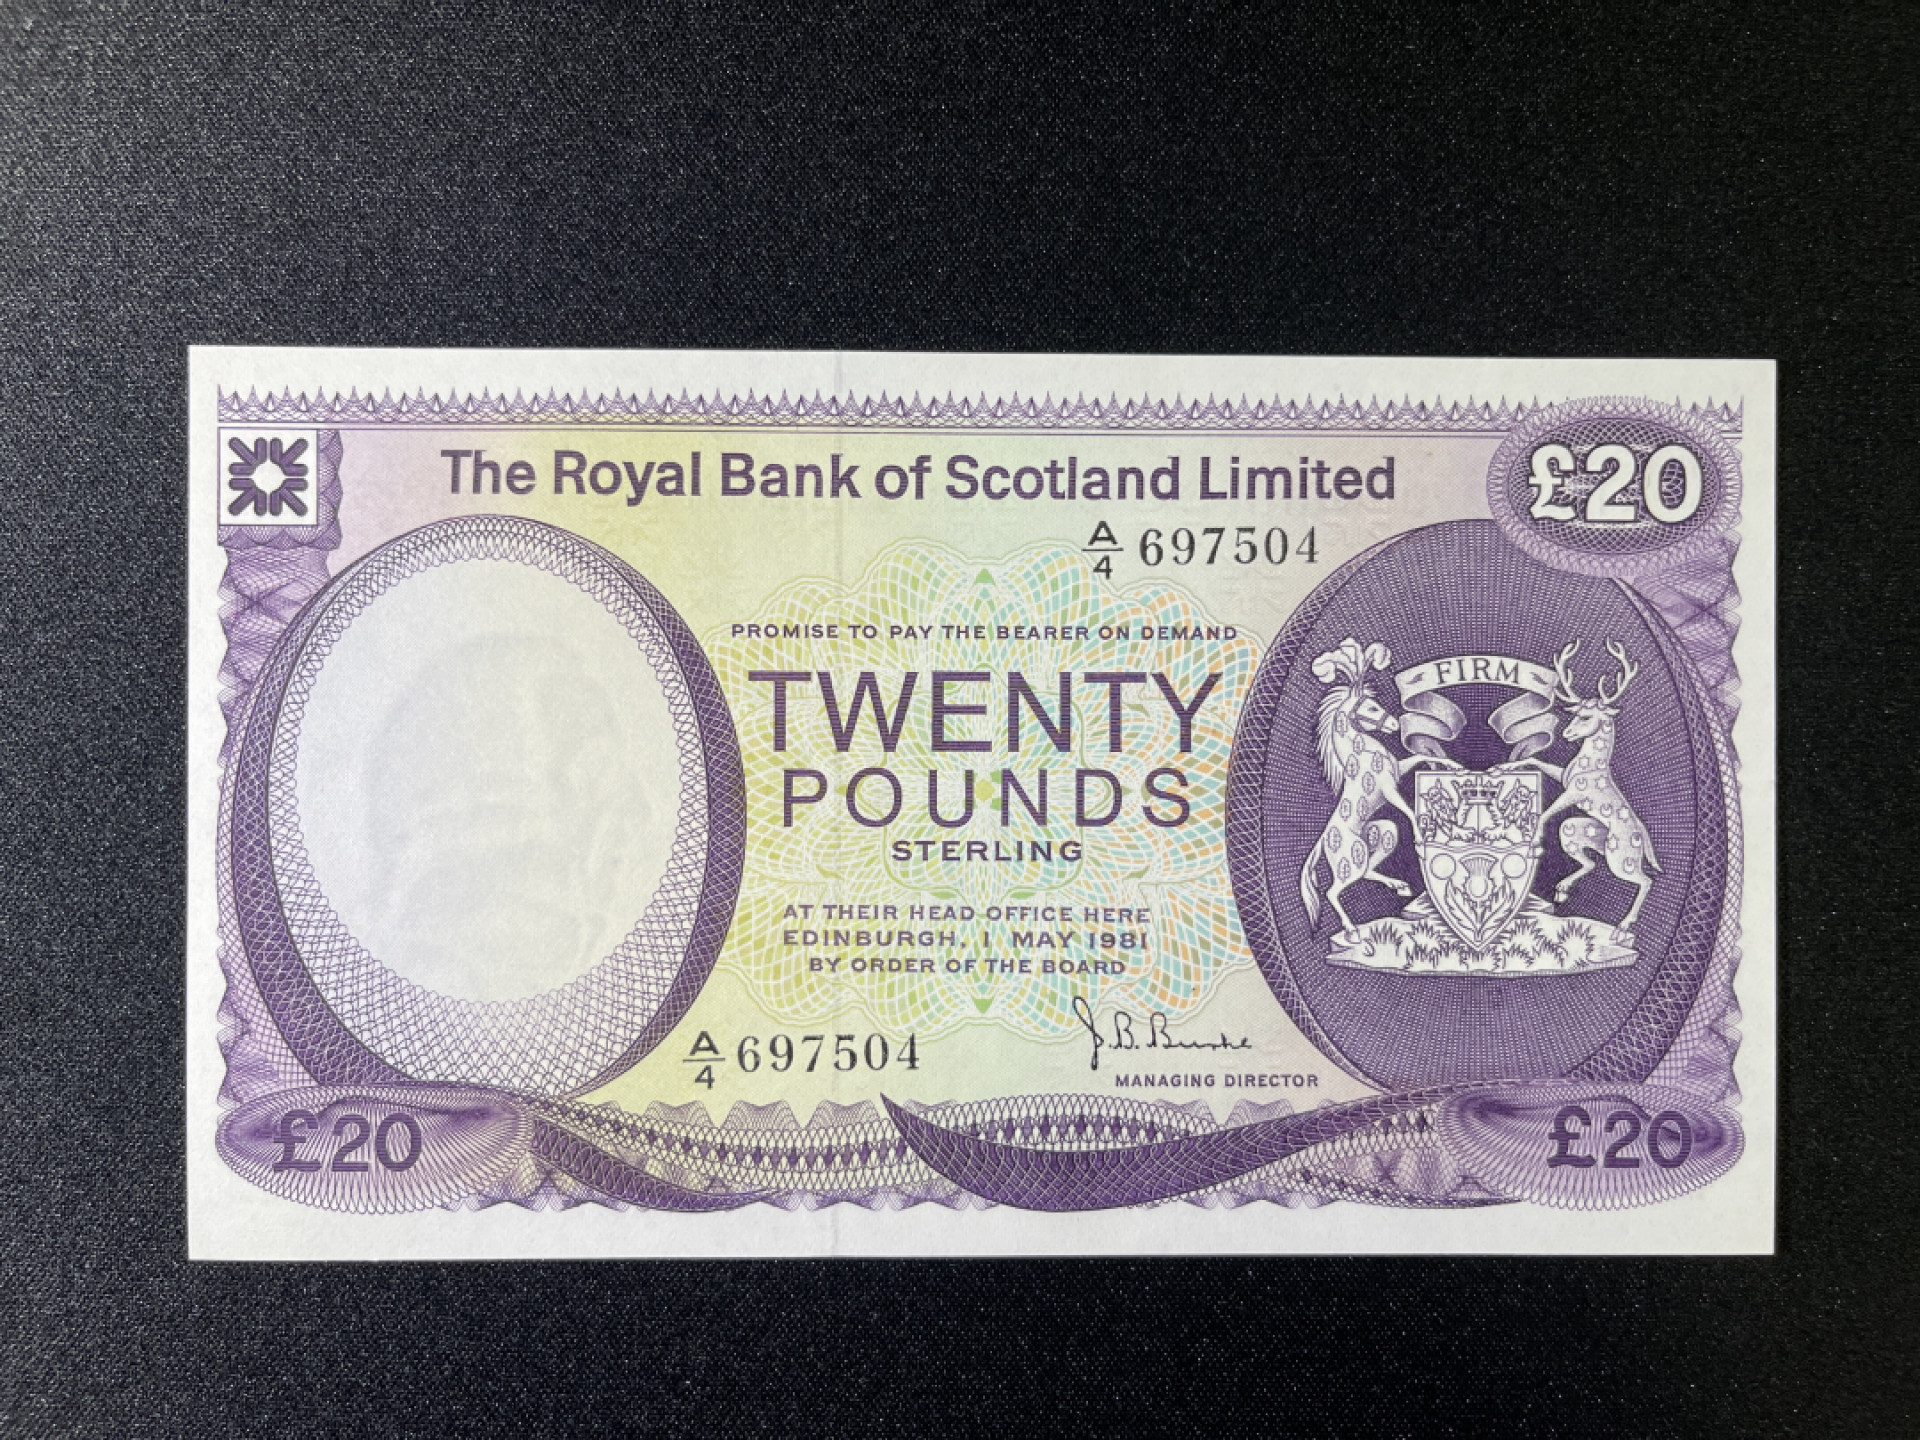 The Royal Bank of Scotland Limited
£20
A/4 697504
PROMISE TO PAY THE BEARER ON DEMAND
TWENTY
POUNDS
STERLING
FIRM
AT THEIR HEAD OFFICE HERE
EDINBURGH, 1 MAY 1981
BY ORDER OF THE BOARD
A/4 697504
J.B. Burke
MANAGING DIRECTOR
£20
£20